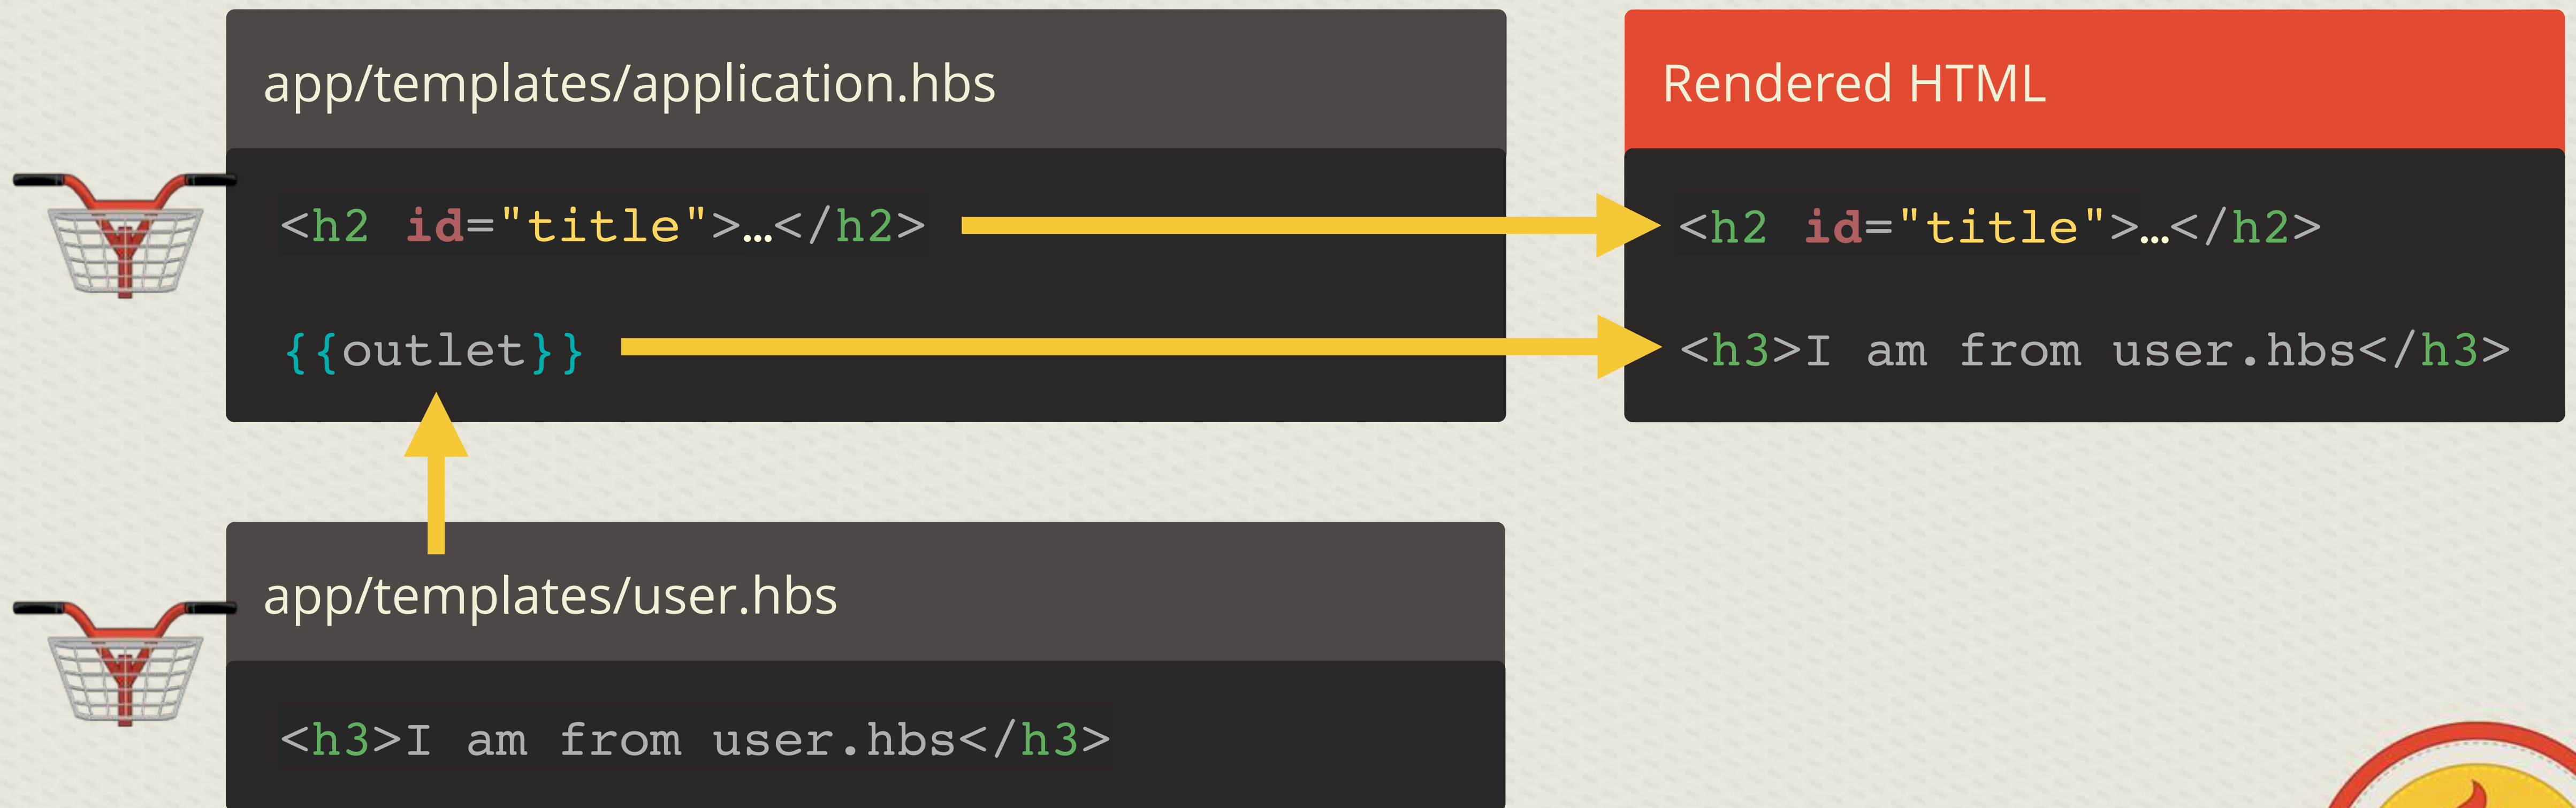 app/templates/application.hbs
<h2 id="title">…</h2>
{{outlet}}
Rendered HTML
<h2 id="title">…</h2>
<h3>I am from user.hbs</h3>
app/templates/user.hbs
<h3>I am from user.hbs</h3>